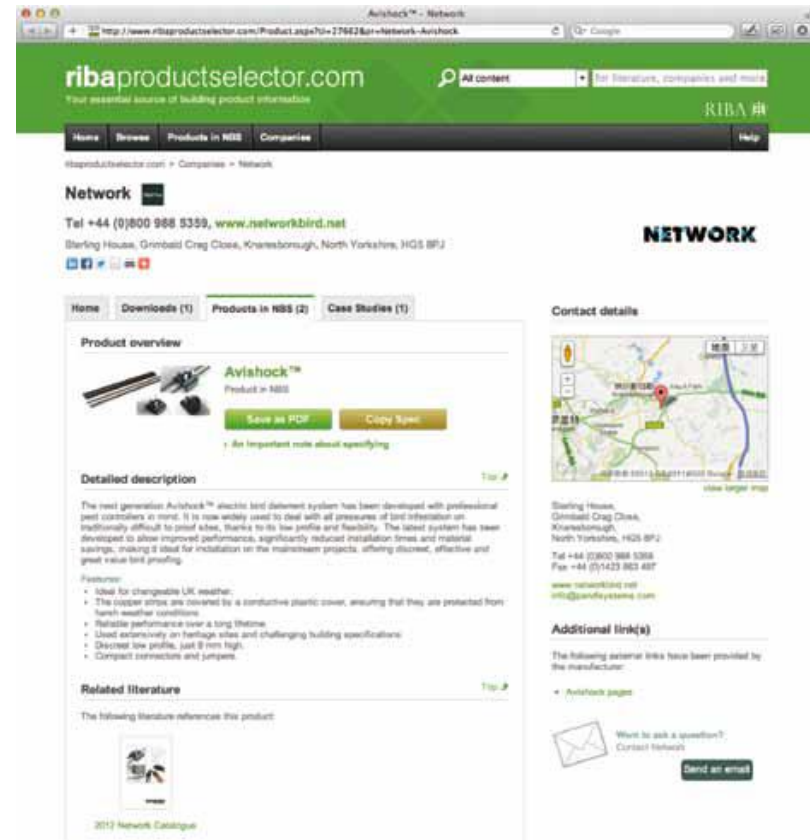 Avishock™ - Network
http://www.ribaproductselector.com/Product.aspx?ci=27662&pr=Network-Avishock
Google
ribaproductselector.com
Your essential source of building product information
All content
for literature, companies and more
RIBA
Home Browse Products in NBS Companies Help
ribaproductselector.com > Companies > Network
Network
Tel +44 (0)800 988 5359, www.networkbird.net
Sterling House, Grimbald Crag Close, Knaresborough, North Yorkshire, HG5 8PJ
NETWORK
Home Downloads (1) Products in NBS (2) Case Studies (1)
Product overview
Avishock™
Product in NBS
Save as PDF Copy Spec
An important note about specifying
Detailed description Top
The next generation Avishock™ electric bird deterrent system has been developed with professional
pest controllers in mind. It is now widely used to deal with all pressures of bird infestation on
traditionally difficult to proof sites, thanks to its low profile and flexibility. The latest system has been
developed to allow improved performance, significantly reduced installation times and material
savings, making it ideal for installation on the mainstream projects, offering discreet, effective and
great value bird proofing.
Features:
• Ideal for changeable UK weather.
• The copper strips are covered by a conductive plastic cover, ensuring that they are protected from
harsh weather conditions
• Reliable performance over a long lifetime.
• Used extensively on heritage sites and challenging building specifications
• Discreet low profile, just 8 mm high.
• Compact connectors and jumpers.
Related literature Top
The following literature references this product:
2012 Network Catalogue
Contact details
地图
view larger map
Sterling House,
Grimbald Crag Close,
Knaresborough,
North Yorkshire, HG5 8PJ
Tel +44 (0)800 988 5359
Fax +44 (0)1423 863 497
www.networkbird.net
info@pandlsystems.com
Additional link(s)
The following external links have been provided by
the manufacturer:
Avishock pages
Want to ask a question?
Contact Network
Send an email